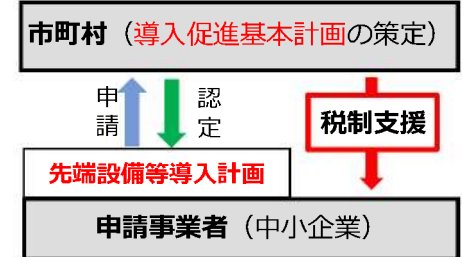 市町村（導入促進基本計画の策定）
申請
認定
税制支援
先端設備等導入計画
申請事業者（中小企業）